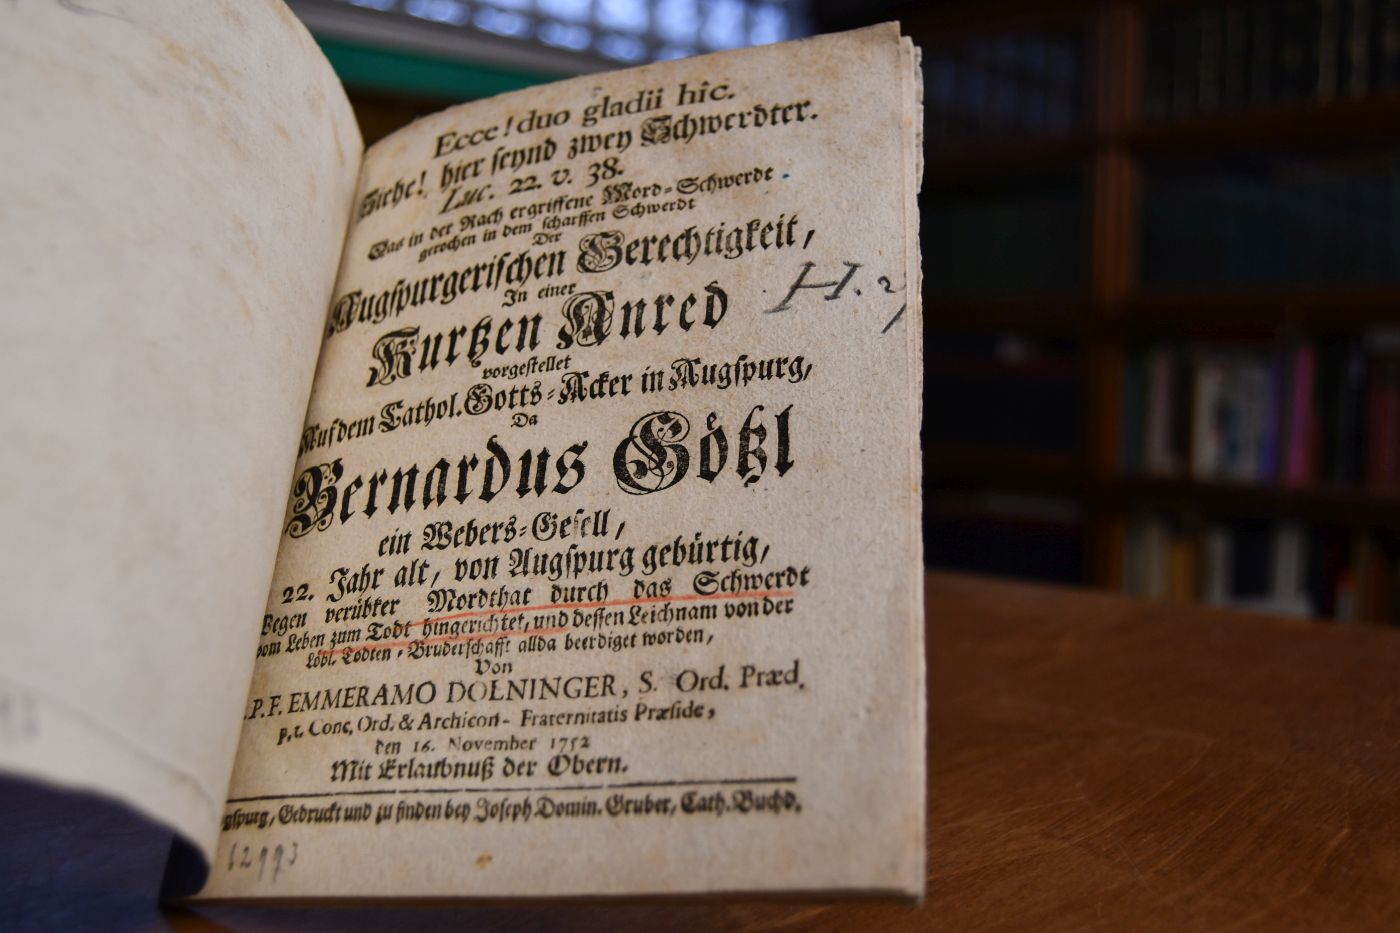 Ecce! duo gladii hîc.
Siehe! hier seynd zwey Schwerdter.
Luc. 22. v. 38.
Das in der Rach ergriffene Mord-Schwerdt
gerochen in dem scharffen Schwerdt
Der
Augspurgerischen Gerechtigkeit,
In einer
Kurtzen Anred
vorgestellet
Auf dem Cathol. Gotts-Acker in Augspurg,
Da
Bernardus Götzl
ein Webers-Gesell,
22. Jahr alt, von Augspurg gebürtig,
Wegen verübter Mordthat durch das Schwerdt
vom Leben zum Todt hingerichtet, und dessen Leichnam von der
Löbl. Todten-Bruderschafft allda beerdiget worden,
Von
P. F. EMMERAMO DOLNINGER, S. Ord. Præd.
p. t. Conc. Ord. & Archicon-Fraternitatis Præside,
den 16. November 1752
Mit Erlaubnuß der Obern.
gspurg, Gedruckt und zu finden bey Joseph Domin. Gruber, Cath. Buchd.
H. 2
62993